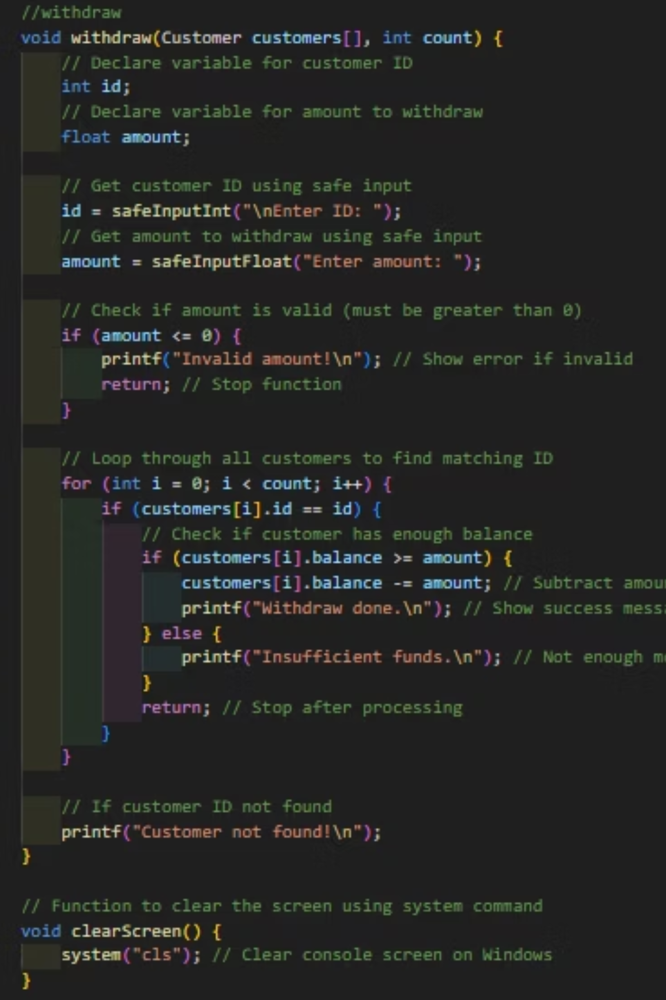 //withdraw
void withdraw(Customer customers[], int count) {
    // Declare variable for customer ID
    int id;
    // Declare variable for amount to withdraw
    float amount;

    // Get customer ID using safe input
    id = safeInputInt("\nEnter ID: ");
    // Get amount to withdraw using safe input
    amount = safeInputFloat("Enter amount: ");

    // Check if amount is valid (must be greater than 0)
    if (amount <= 0) {
        printf("Invalid amount!\n"); // Show error if invalid
        return; // Stop function
    }

    // Loop through all customers to find matching ID
    for (int i = 0; i < count; i++) {
        if (customers[i].id == id) {
            // Check if customer has enough balance
            if (customers[i].balance >= amount) {
                customers[i].balance -= amount; // Subtract
                printf("Withdraw done.\n"); // Show success
            } else {
                printf("Insufficient funds.\n"); // Not enough
            }
            return; // Stop after processing
        }
    }

    // If customer ID not found
    printf("Customer not found!\n");
}

// Function to clear the screen using system command
void clearScreen() {
    system("cls"); // Clear console screen on Windows
}